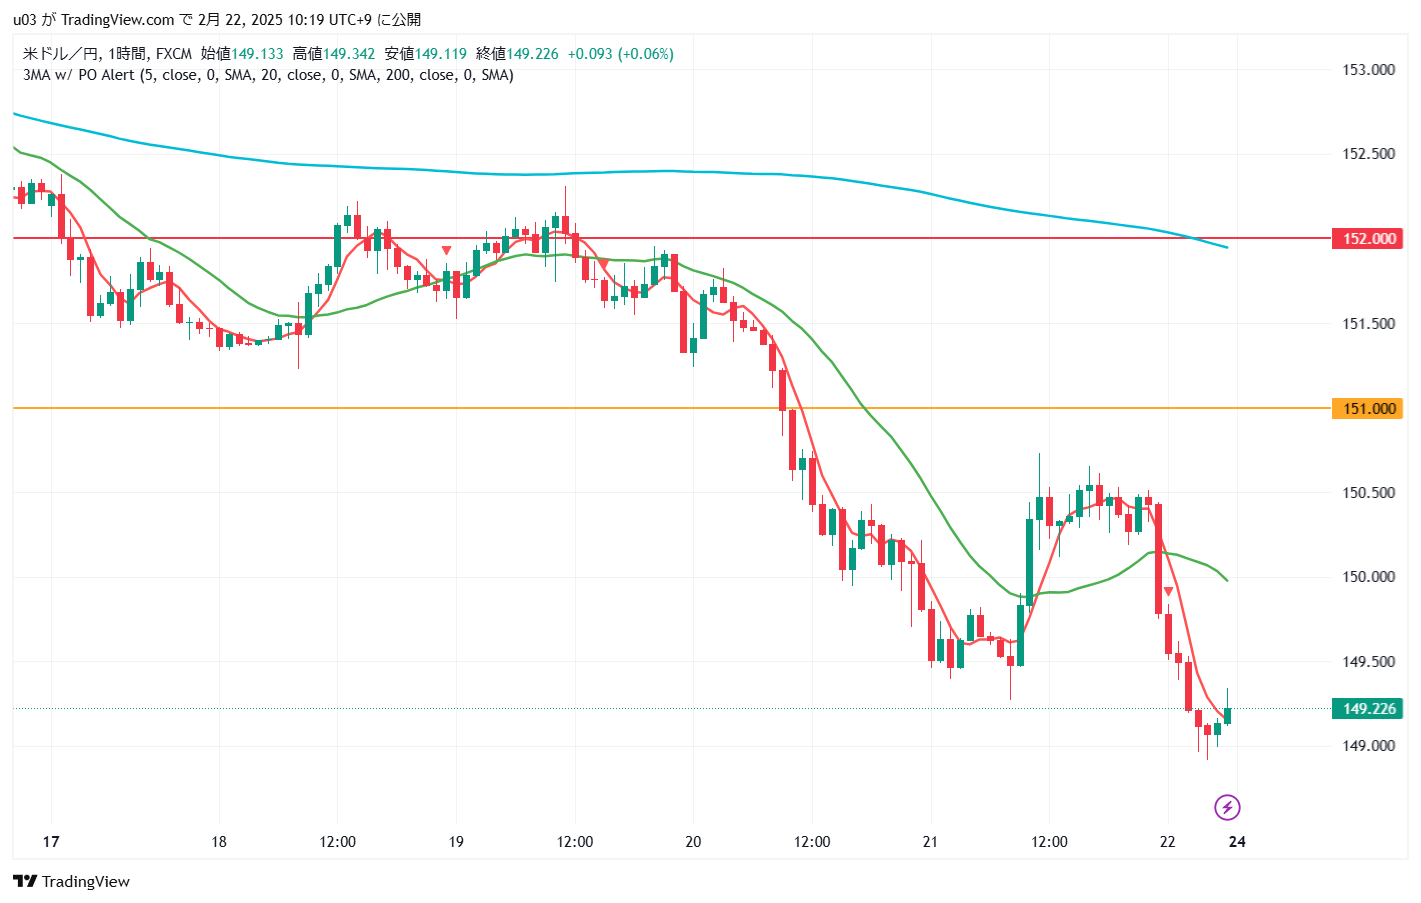 u03 が TradingView.com で 2月 22, 2025 10:19 UTC+9 に公開
米ドル／円, 1時間, FXCM 始値149.133 高値149.342 安値149.119 終値149.226 +0.093 (+0.06%)
3MA w/ PO Alert (5, close, 0, SMA, 20, close, 0, SMA, 200, close, 0, SMA)
153.000
152.500
152.000
151.500
151.000
150.500
150.000
149.500
149.226
149.000
17 18 12:00 19 12:00 20 12:00 21 12:00 22 24
TradingView